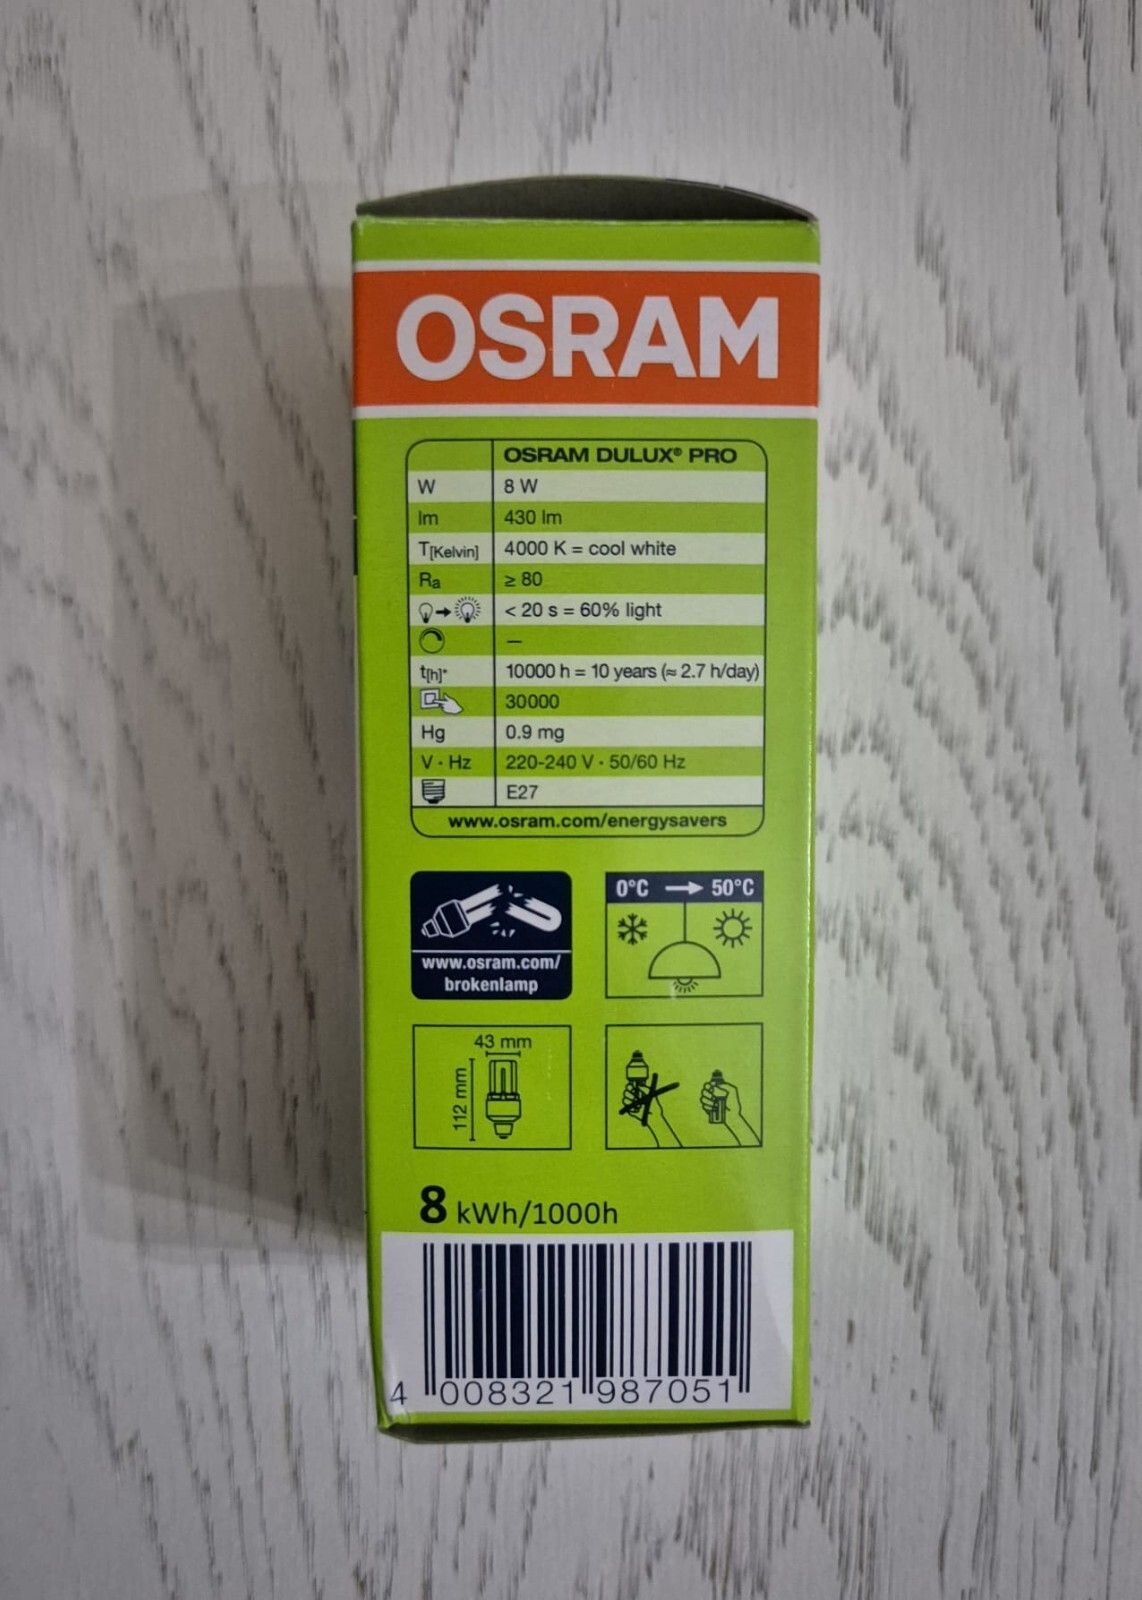 OSRAM
OSRAM DULUX® PRO
W 8 W
lm 430 lm
T[Kelvin] 4000 K = cool white
Ra ≥ 80
< 20 s = 60% light
—
t[h]* 10000 h = 10 years (≈ 2.7 h/day)
30000
Hg 0.9 mg
V · Hz 220-240 V · 50/60 Hz
E27
www.osram.com/energysavers
www.osram.com/
brokenlamp
0°C → 50°C
43 mm
112 mm
8 kWh/1000h
4 008321 987051